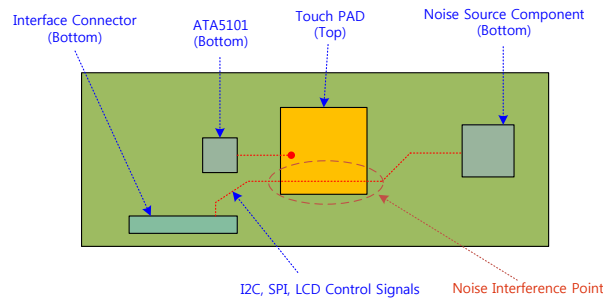 Interface Connector
(Bottom)
ATA5101
(Bottom)
Touch PAD
(Top)
Noise Source Component
(Bottom)
I2C, SPI, LCD Control Signals
Noise Interference Point